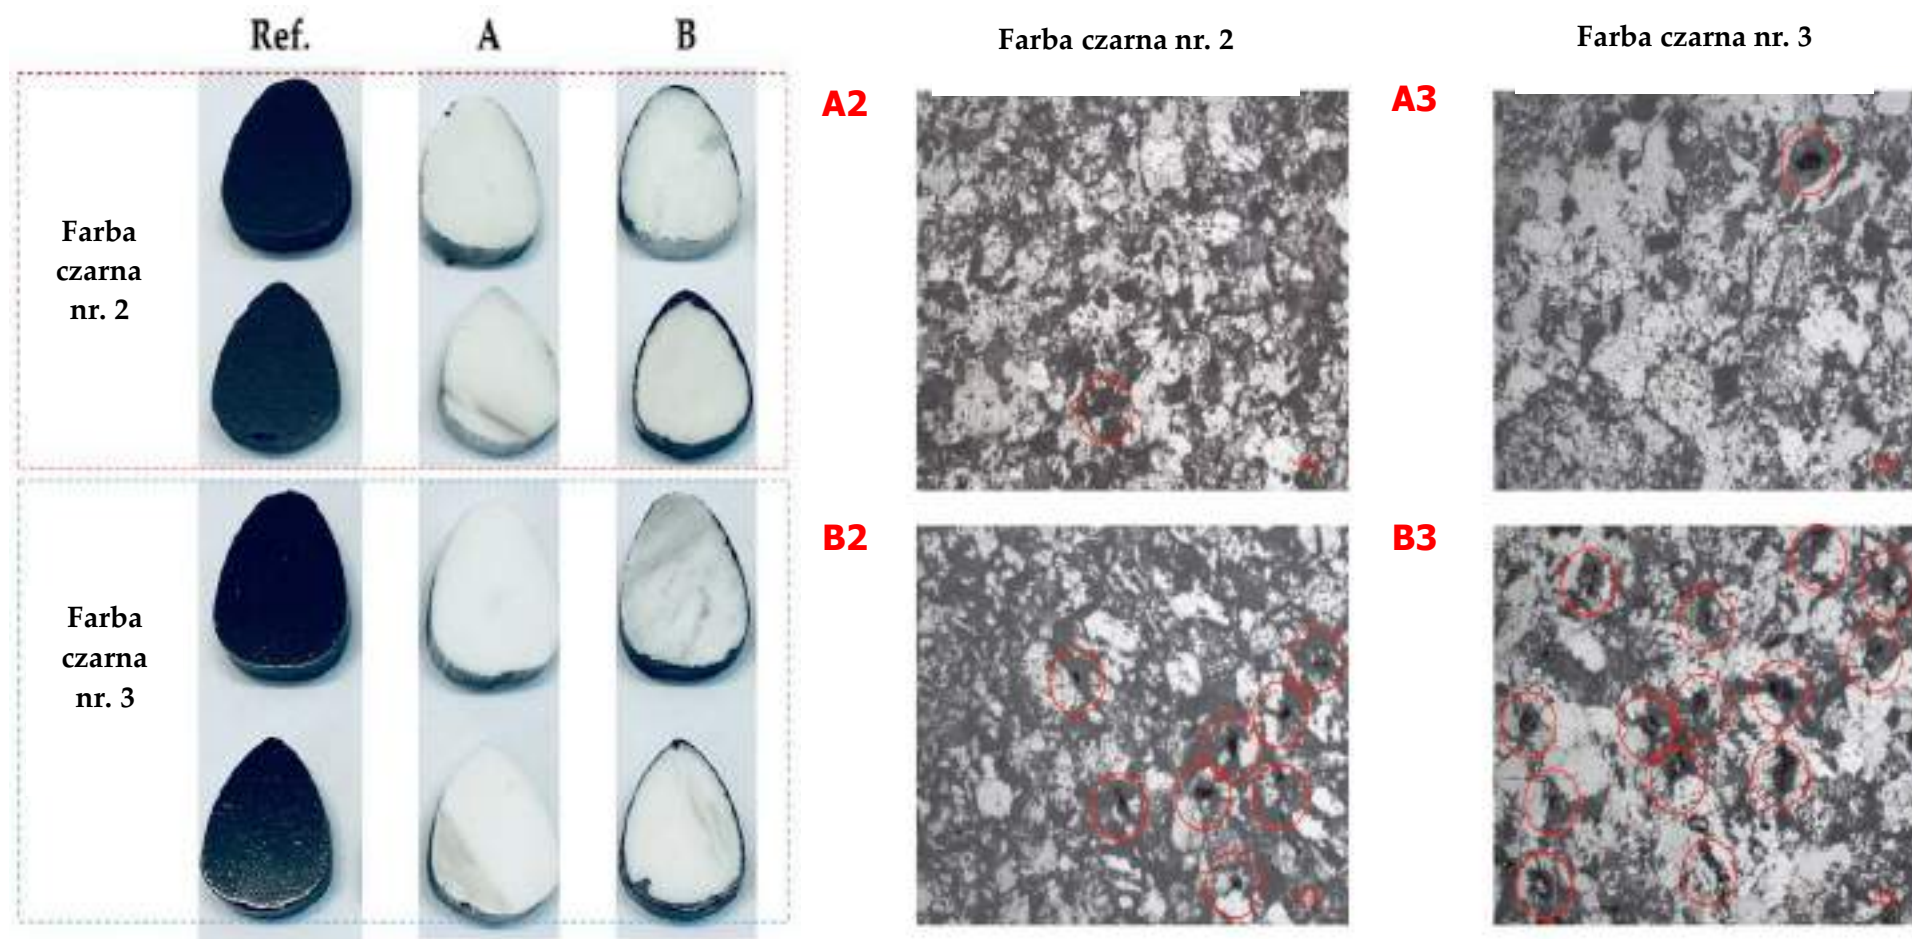 Ref.
A
B
Farba
czarna
nr. 2
Farba
czarna
nr. 3
Farba czarna nr. 2
Farba czarna nr. 3
A2
A3
B2
B3